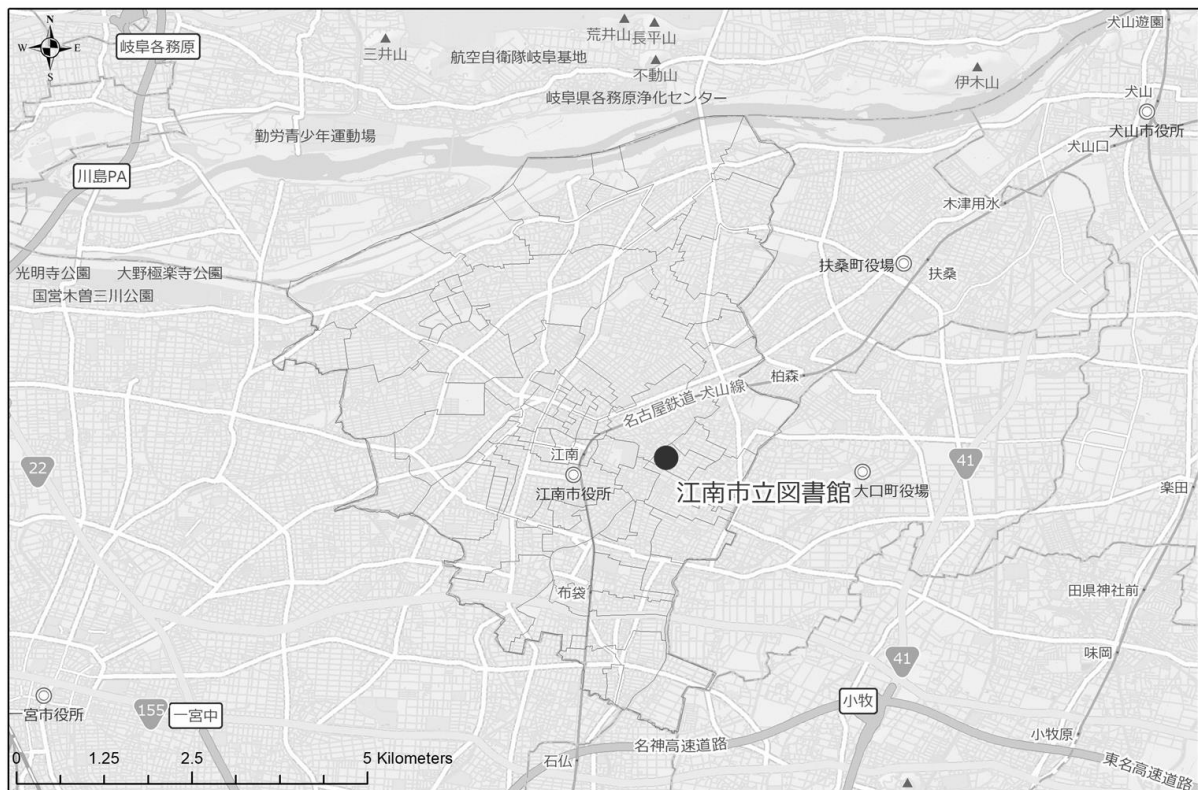 N
W
E
S
岐阜各務原
三井山
荒井山
長平山
航空自衛隊岐阜基地
不動山
岐阜県各務原浄化センター
伊木山
犬山遊園
犬山
犬山市役所
犬山口
勤労青少年運動場
川島PA
木津用水
扶桑町役場
扶桑
光明寺公園
大野極楽寺公園
国営木曽三川公園
名古屋鉄道-犬山線
柏森
22
江南
江南市役所
江南市立図書館
大口町役場
41
楽田
布袋
田県神社前
味岡
41
一宮市役所
155
一宮中
小牧
小牧原
名神高速道路
東名高速道路
石仏
0
1.25
2.5
5 Kilometers